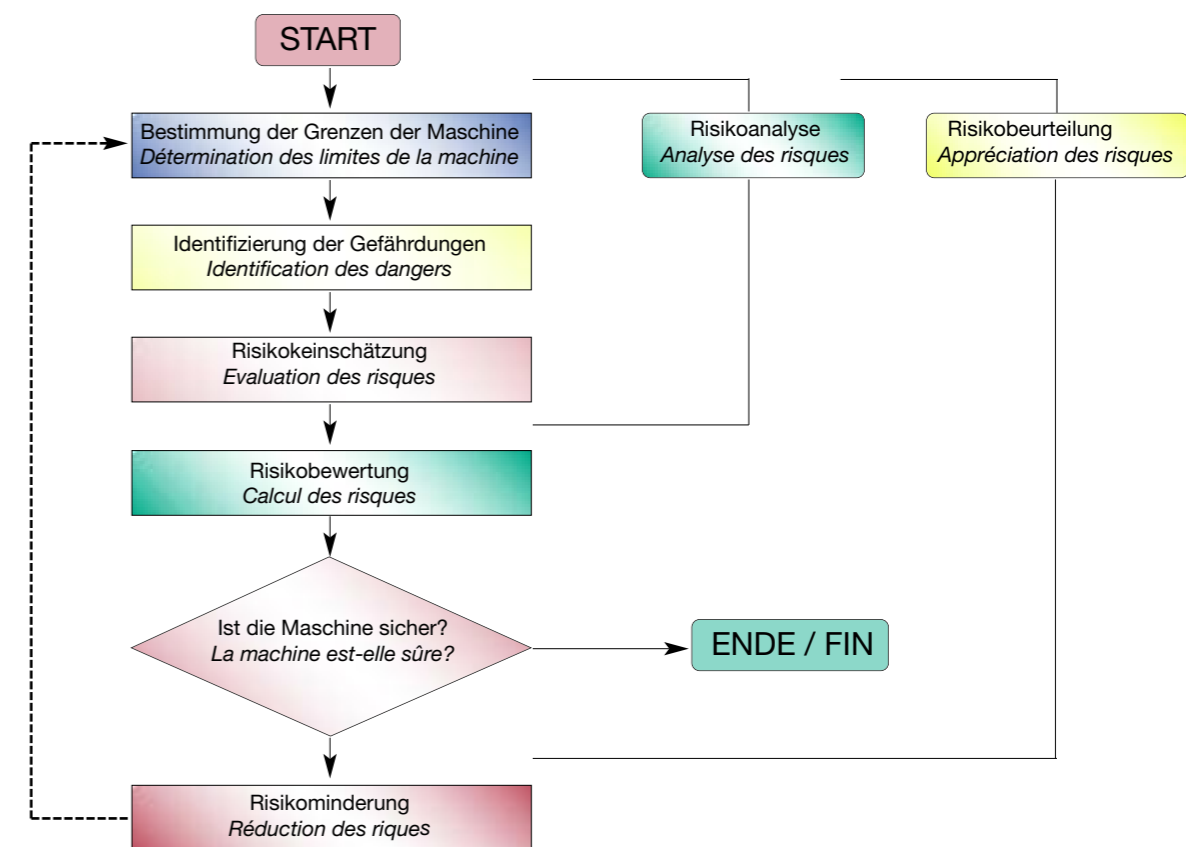 START
Bestimmung der Grenzen der Maschine
Détermination des limites de la machine
Risikoanalyse
Analyse des risques
Risikobeurteilung
Appréciation des risques
Identifizierung der Gefährdungen
Identification des dangers
Risikokeinschätzung
Evaluation des risques
Risikobewertung
Calcul des risques
Ist die Maschine sicher?
La machine est-elle sûre?
ENDE / FIN
Risikominderung
Réduction des riques